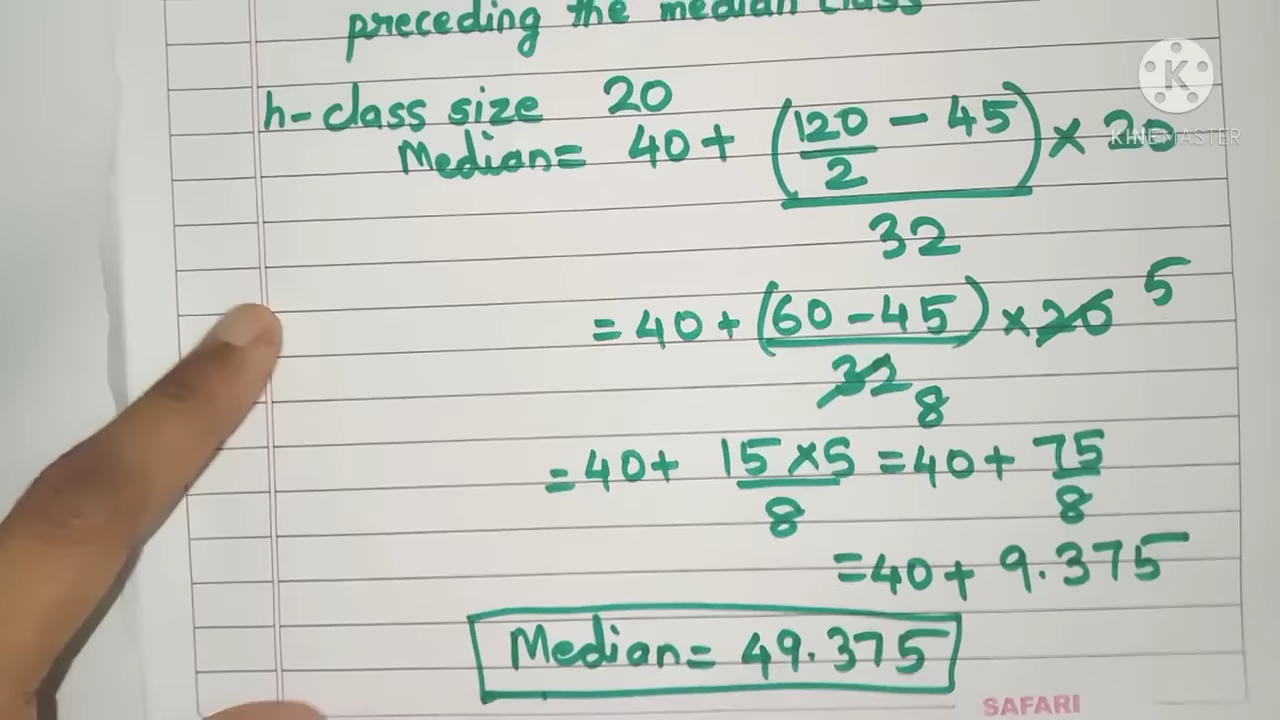 preceding the median class
h-class size 20
Median= 40+ (120/2 - 45)/32 × 20
=40+(60-45)/32 ×20 5
8
=40+ 15×5/8 =40+ 75/8
=40+ 9.375
Median= 49.375
SAFARI
K
KINEMASTER